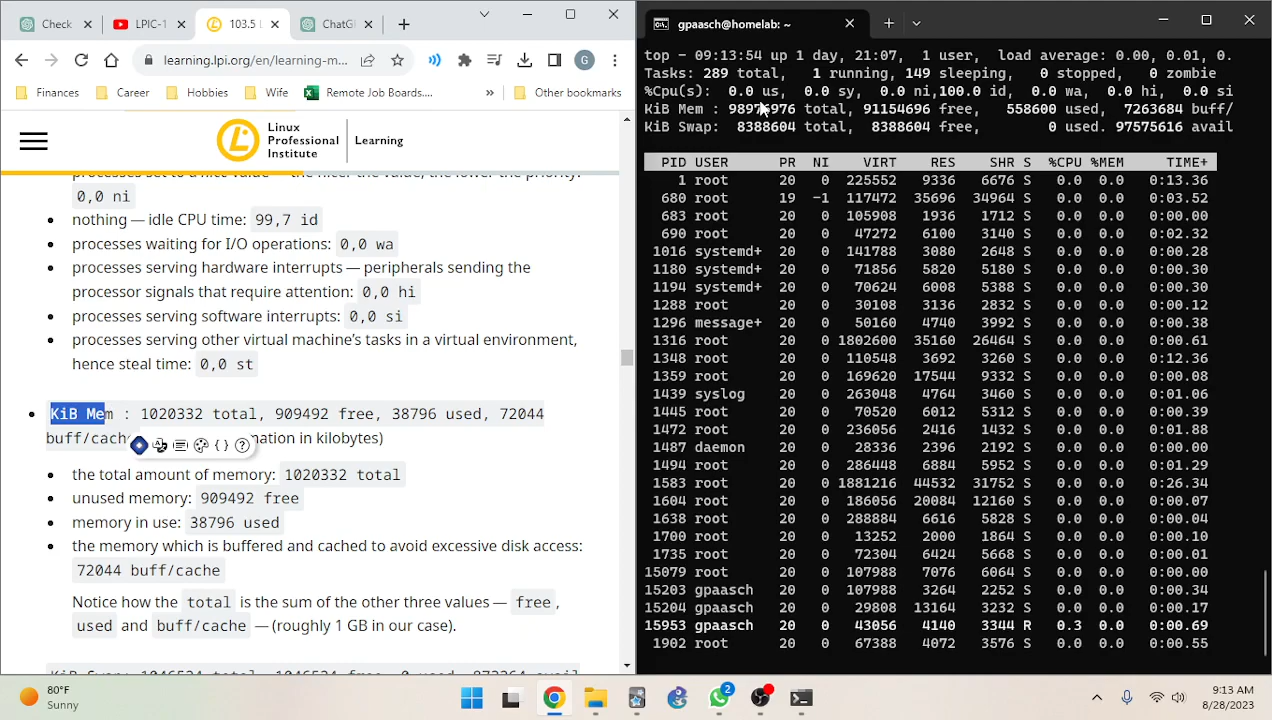 Check
LPIC-1
103.5 L
ChatGP
learning.lpi.org/en/learning-m...
G
Finances
Career
Hobbies
Wife
Remote Job Boards....
»
Other bookmarks
Linux
Professional
Institute
Learning
0,0 ni
nothing — idle CPU time: 99,7 id
processes waiting for I/O operations: 0,0 wa
processes serving hardware interrupts — peripherals sending the
processor signals that require attention: 0,0 hi
processes serving software interrupts: 0,0 si
processes serving other virtual machine's tasks in a virtual environment,
hence steal time: 0,0 st
KiB Mem : 1020332 total, 909492 free, 38796 used, 72044
buff/cache nation in kilobytes)
the total amount of memory: 1020332 total
unused memory: 909492 free
memory in use: 38796 used
the memory which is buffered and cached to avoid excessive disk access:
72044 buff/cache
Notice how the total is the sum of the other three values — free,
used and buff/cache — (roughly 1 GB in our case).
gpaasch@homelab: ~
top - 09:13:54 up 1 day, 21:07, 1 user, load average: 0.00, 0.01, 0.
Tasks: 289 total, 1 running, 149 sleeping, 0 stopped, 0 zombie
%Cpu(s): 0.0 us, 0.0 sy, 0.0 ni,100.0 id, 0.0 wa, 0.0 hi, 0.0 si
KiB Mem : total, 91154696 free, 558600 used, 7263684 buff/
KiB Swap: 8388604 total, 8388604 free, 0 used. 97575616 avail
PID USER PR NI VIRT RES SHR S %CPU %MEM TIME+
1 root 20 0 225552 9336 6676 S 0.0 0.0 0:13.36
680 root 19 -1 117472 35696 34964 S 0.0 0.0 0:03.52
683 root 20 0 105908 1936 1712 S 0.0 0.0 0:00.00
690 root 20 0 47272 6100 3140 S 0.0 0.0 0:02.32
1016 systemd+ 20 0 141788 3080 2648 S 0.0 0.0 0:00.28
1180 systemd+ 20 0 71856 5820 5180 S 0.0 0.0 0:00.30
1194 systemd+ 20 0 70624 6008 5388 S 0.0 0.0 0:00.30
1288 root 20 0 30108 3136 2832 S 0.0 0.0 0:00.12
1296 message+ 20 0 50160 4740 3992 S 0.0 0.0 0:00.38
1316 root 20 0 1802600 35160 26464 S 0.0 0.0 0:00.61
1348 root 20 0 110548 3692 3260 S 0.0 0.0 0:12.36
1359 root 20 0 169620 17544 9332 S 0.0 0.0 0:00.08
1439 syslog 20 0 263048 4764 3460 S 0.0 0.0 0:01.06
1445 root 20 0 70520 6012 5312 S 0.0 0.0 0:00.39
1472 root 20 0 236056 2416 1432 S 0.0 0.0 0:01.88
1487 daemon 20 0 28336 2396 2192 S 0.0 0.0 0:00.01
1494 root 20 0 286448 6884 5952 S 0.0 0.0 0:01.29
1583 root 20 0 1881216 44532 31752 S 0.0 0.0 0:26.34
1604 root 20 0 186056 20084 12160 S 0.0 0.0 0:00.07
1638 root 20 0 288884 6616 5828 S 0.0 0.0 0:00.04
1700 root 20 0 13252 2000 1864 S 0.0 0.0 0:00.10
1735 root 20 0 72304 6424 5668 S 0.0 0.0 0:00.01
15079 root 20 0 107988 7076 6064 S 0.0 0.0 0:00.00
15203 gpaasch 20 0 107988 3264 2252 S 0.0 0.0 0:00.34
15204 gpaasch 20 0 29808 13164 3232 S 0.0 0.0 0:00.17
15953 gpaasch 20 0 43056 4140 3344 R 0.3 0.0 0:00.69
1902 root 20 0 67388 4072 3576 S 0.0 0.0 0:00.55
80°F
Sunny
2
9:13 AM
8/28/2023